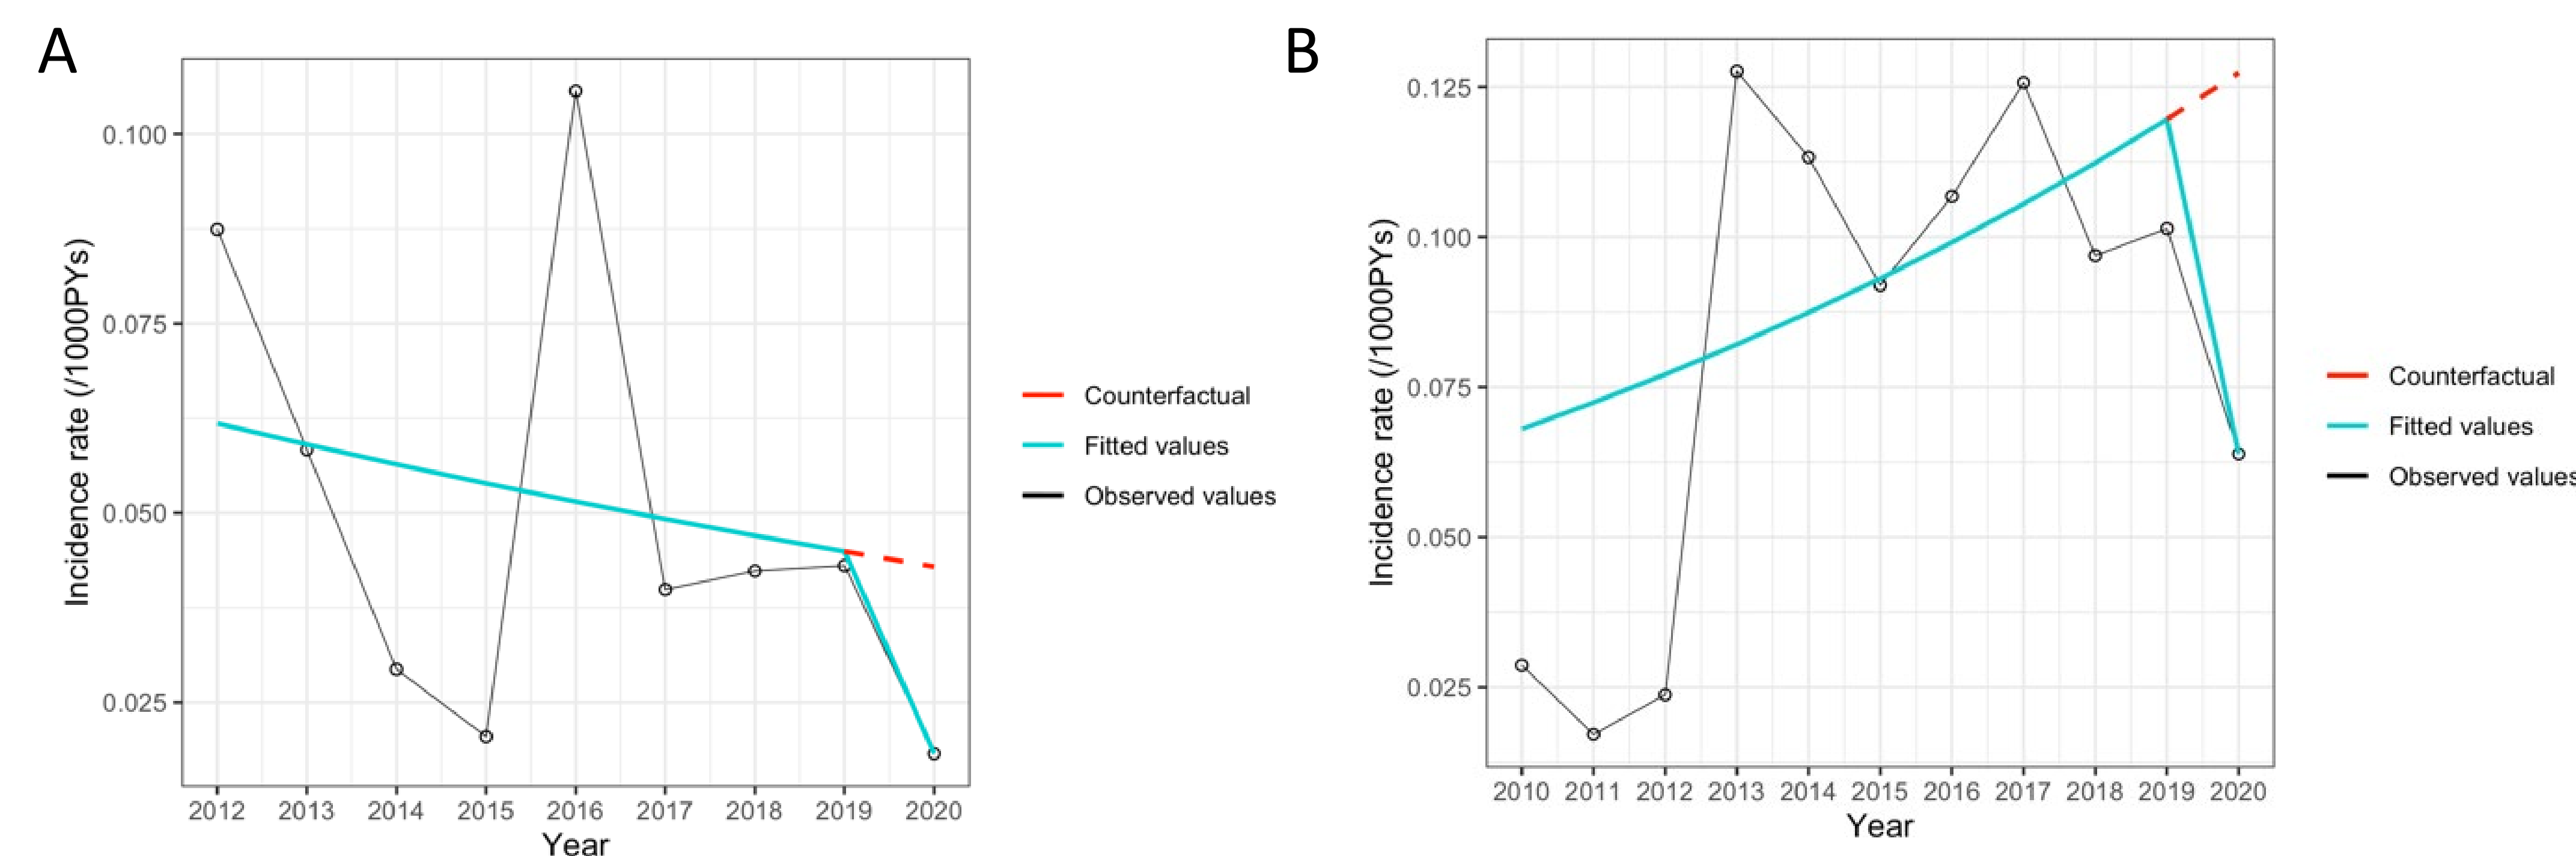 A
Incidence rate (/1000PYs)
0.100
0.075
0.050
0.025
2012 2013 2014 2015 2016 2017 2018 2019 2020
Year
Counterfactual
Fitted values
Observed values
B
Incidence rate (/1000PYs)
0.125
0.100
0.075
0.050
0.025
2010 2011 2012 2013 2014 2015 2016 2017 2018 2019 2020
Year
Counterfactual
Fitted values
Observed values